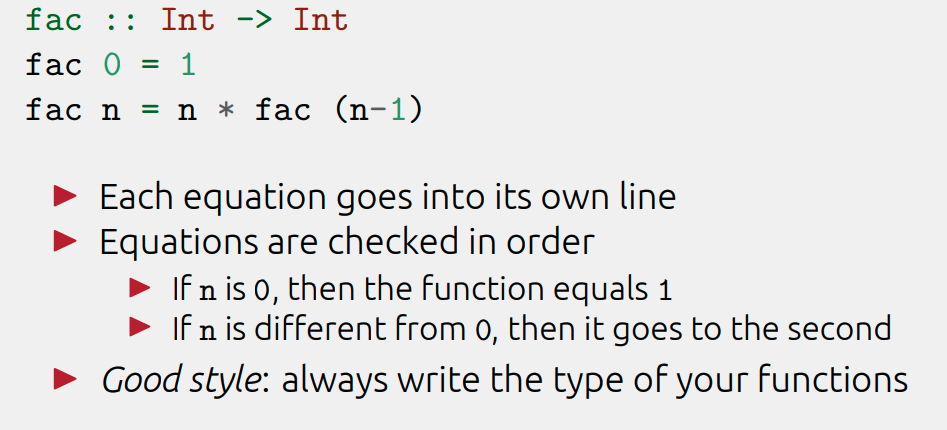 fac :: Int -> Int
fac 0 = 1
fac n = n * fac (n-1)
► Each equation goes into its own line
► Equations are checked in order
► If n is 0, then the function equals 1
► If n is different from 0, then it goes to the second
► Good style: always write the type of your functions